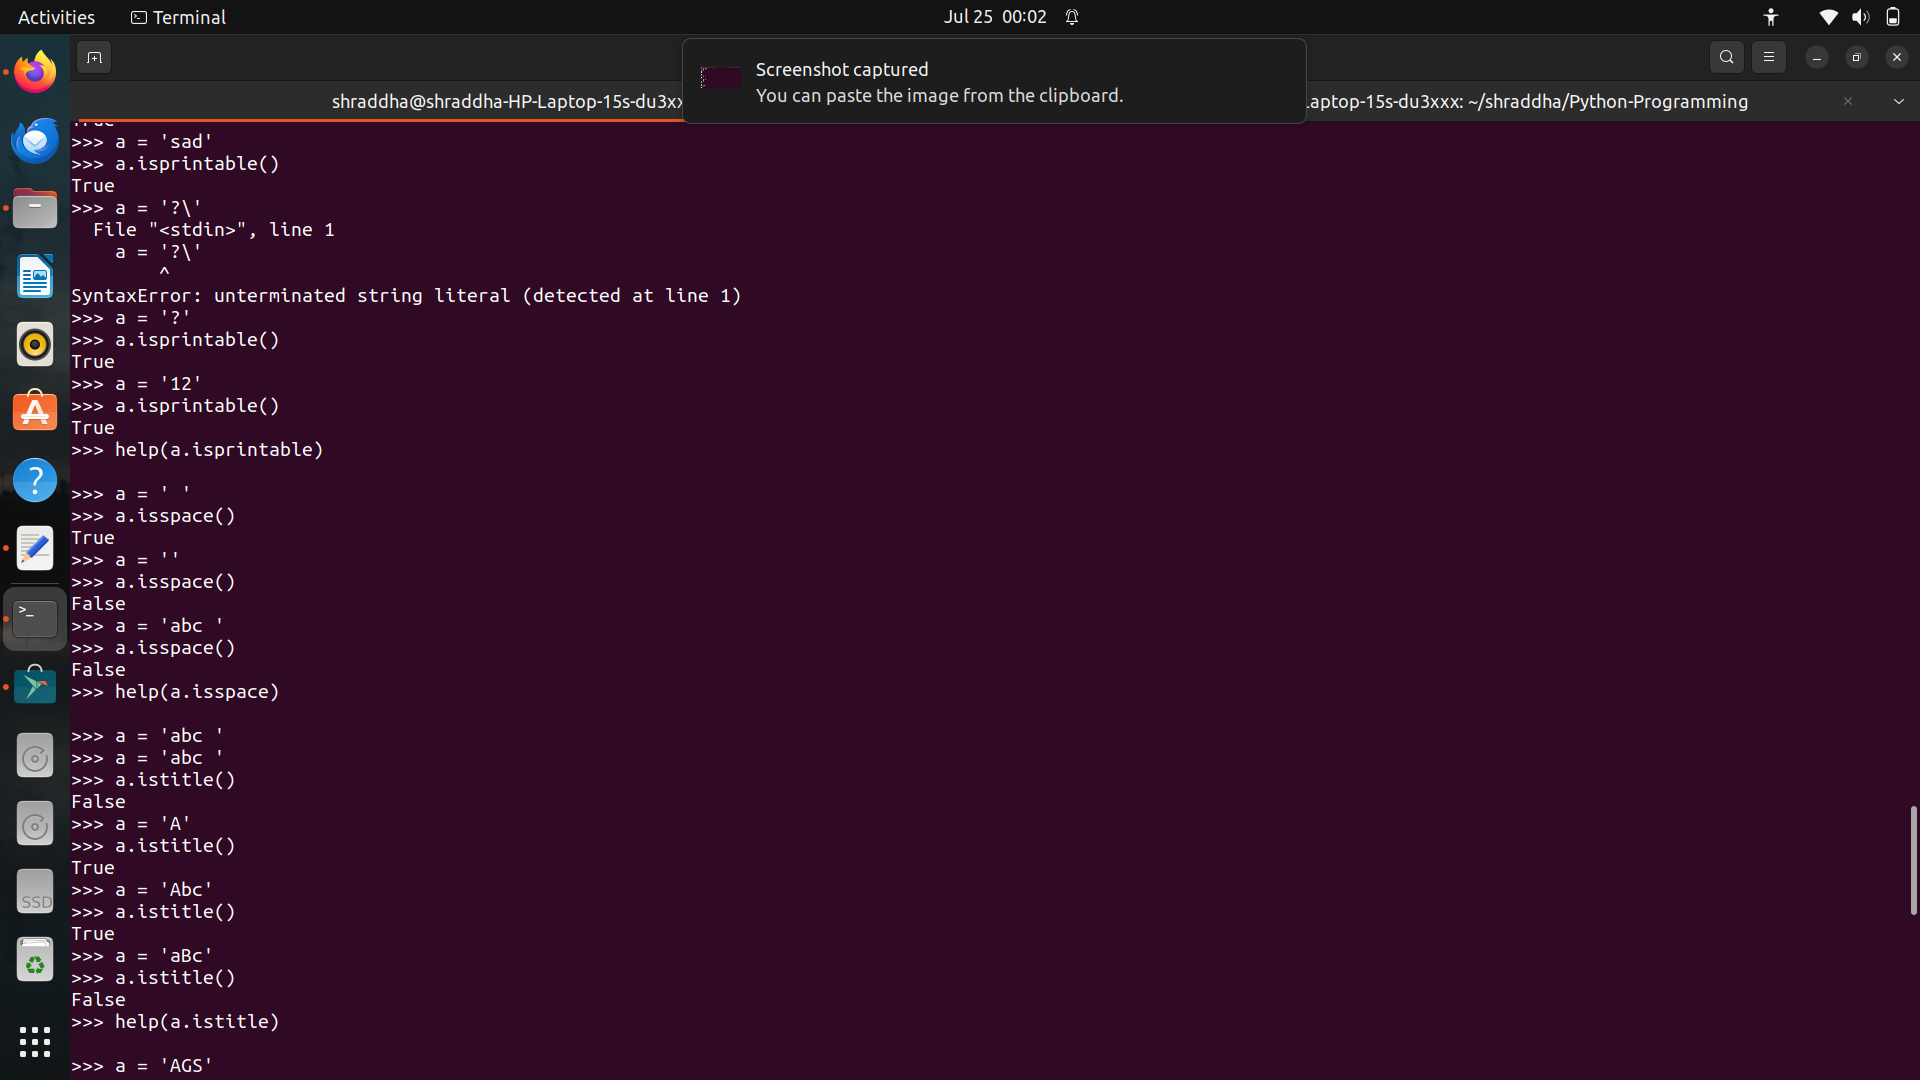 Activities
Terminal
Jul 25 00:02
Screenshot captured
You can paste the image from the clipboard.
shraddha@shraddha-HP-Laptop-15s-du3xx
aptop-15s-du3xxx: ~/shraddha/Python-Programming
True
>>> a = 'sad'
>>> a.isprintable()
True
>>> a = '?\'
  File "<stdin>", line 1
    a = '?\'
        ^
SyntaxError: unterminated string literal (detected at line 1)
>>> a = '?'
>>> a.isprintable()
True
>>> a = '12'
>>> a.isprintable()
True
>>> help(a.isprintable)

>>> a = ' '
>>> a.isspace()
True
>>> a = ''
>>> a.isspace()
False
>>> a = 'abc '
>>> a.isspace()
False
>>> help(a.isspace)

>>> a = 'abc '
>>> a = 'abc '
>>> a.istitle()
False
>>> a = 'A'
>>> a.istitle()
True
>>> a = 'Abc'
>>> a.istitle()
True
>>> a = 'aBc'
>>> a.istitle()
False
>>> help(a.istitle)

>>> a = 'AGS'
SSD